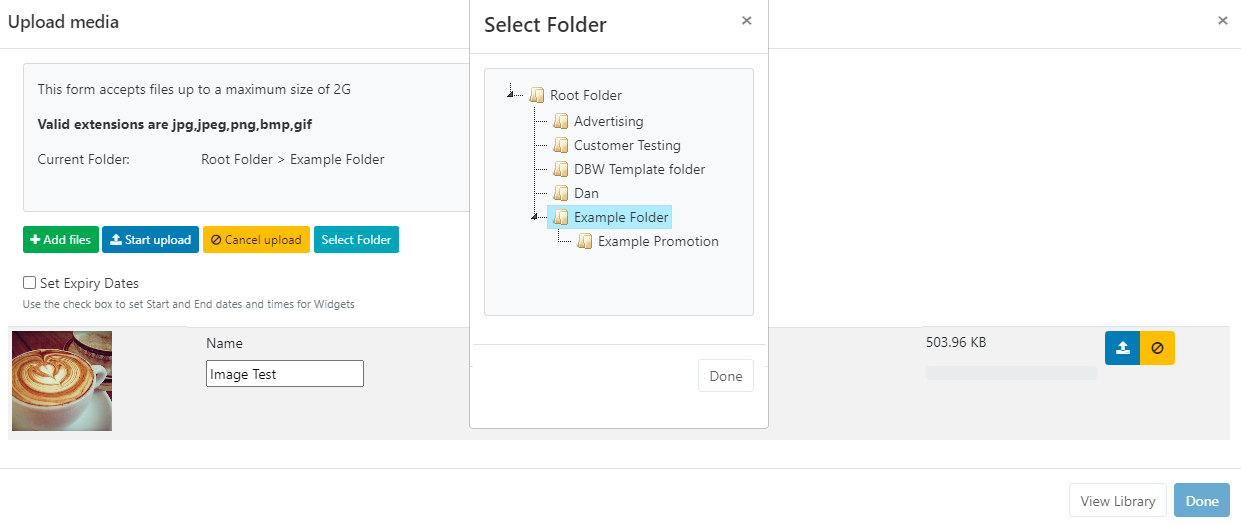 Upload media
×
This form accepts files up to a maximum size of 2G
Valid extensions are jpg,jpeg,png,bmp,gif
Current Folder: Root Folder > Example Folder
Add files Start upload Cancel upload Select Folder
Set Expiry Dates
Use the check box to set Start and End dates and times for Widgets
Name
Image Test
503.96 KB
Select Folder
×
Root Folder
Advertising
Customer Testing
DBW Template folder
Dan
Example Folder
Example Promotion
Done
View Library Done